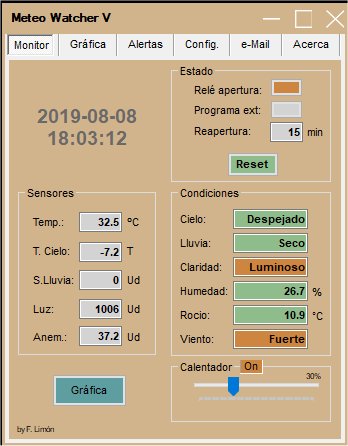 Meteo Watcher V
Monitor Gráfica Alertas Config. e-Mail Acerca
2019-08-08
18:03:12
Estado
Relé apertura:
Programa ext:
Reapertura: 15 min
Reset
Sensores
Temp.: 32.5 ºC
T. Cielo: -7.2 T
S.Lluvia: 0 Ud
Luz: 1006 Ud
Anem.: 37.2 Ud
Gráfica
by F. Limón
Condiciones
Cielo: Despejado
Lluvia: Seco
Claridad: Luminoso
Humedad: 26.7 %
Rocio: 10.9 °C
Viento: Fuerte
Calentador On
30%